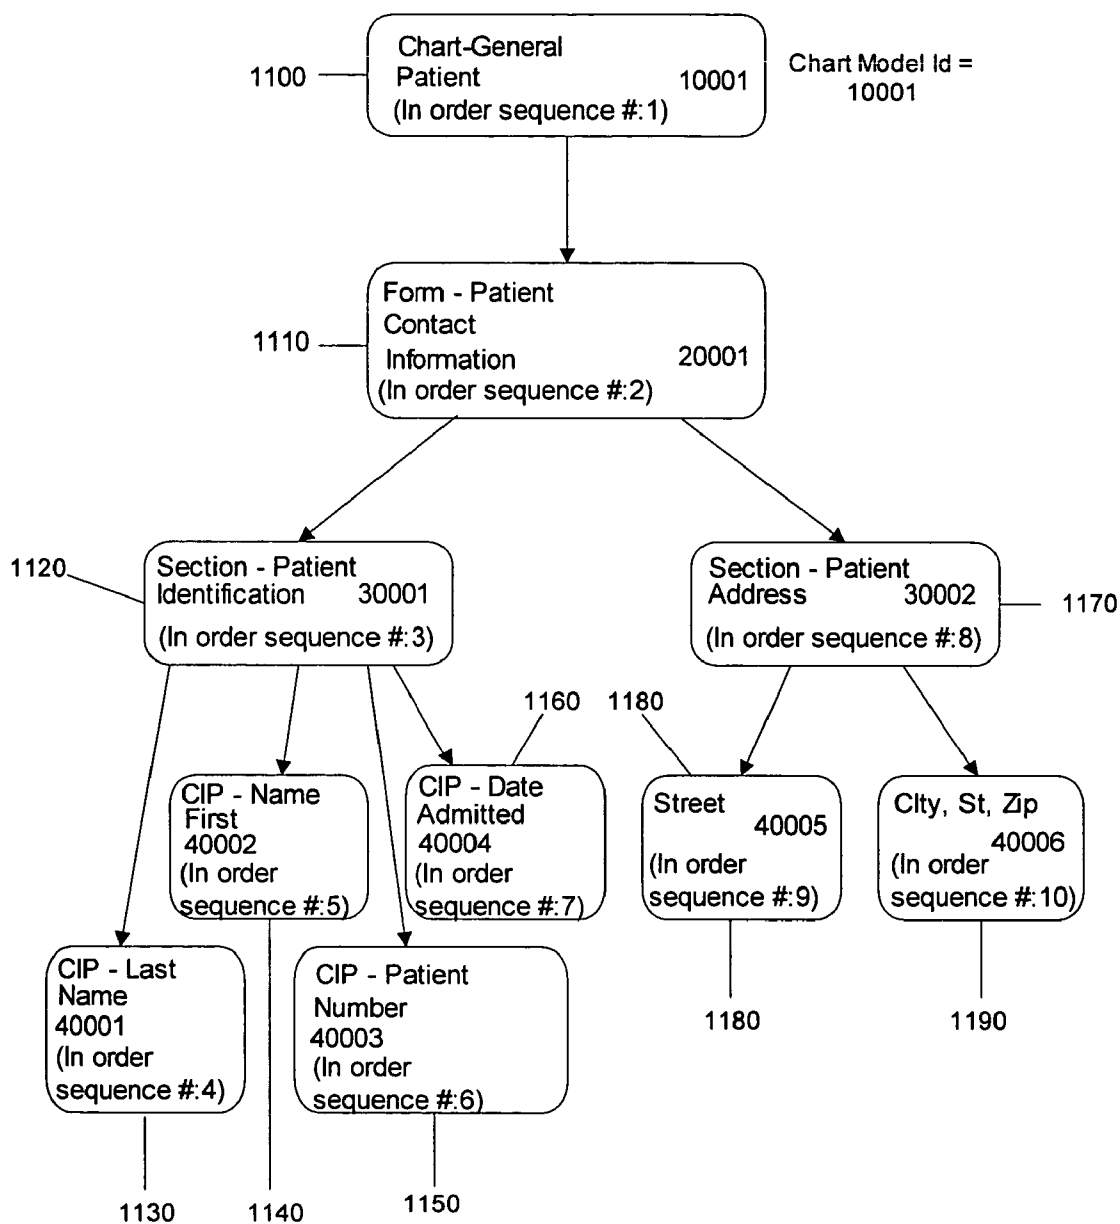 1100
Chart-General
Patient 10001
(In order sequence #:1)
Chart Model Id =
10001
1110
Form - Patient
Contact
Information 20001
(In order sequence #:2)
1120
Section - Patient
Identification 30001
(In order sequence #:3)
Section - Patient
Address 30002
(In order sequence #:8)
1170
1160
1180
CIP - Name
First
40002
(In order
sequence #:5)
CIP - Date
Admitted
40004
(In order
sequence #:7)
Street
40005
(In order
sequence #:9)
CIty, St, Zip
40006
(In order
sequence #:10)
CIP - Last
Name
40001
(In order
sequence #:4)
CIP - Patient
Number
40003
(In order
sequence #:6)
1180
1190
1130
1140
1150